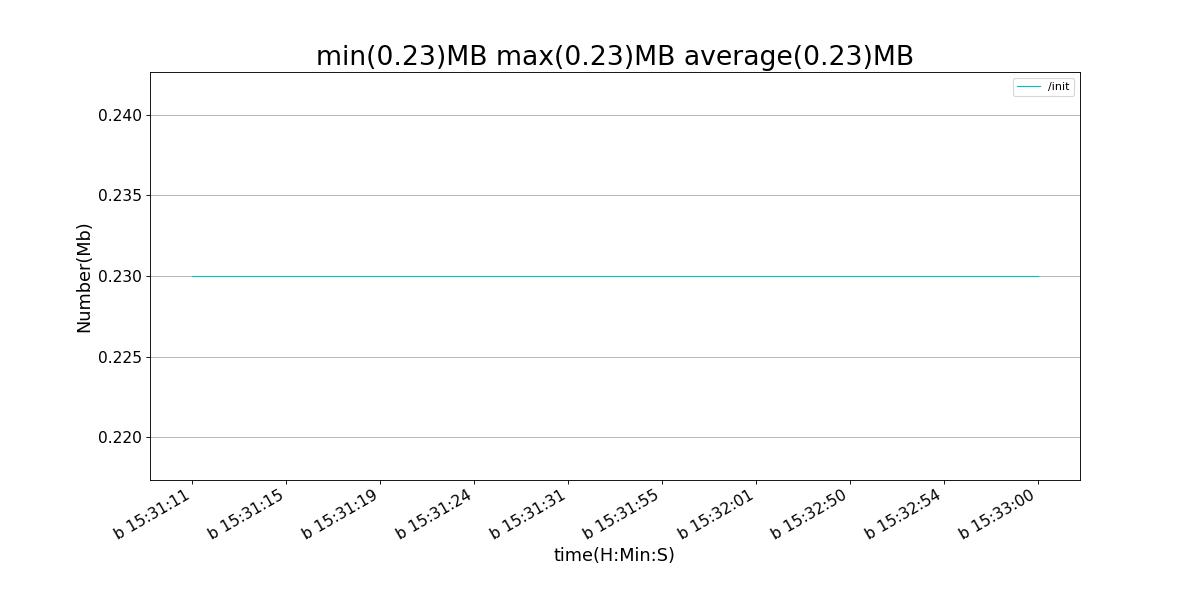 min(0.23)MB max(0.23)MB average(0.23)MB
/init
0.240
0.235
0.230
0.225
0.220
Number(Mb)
b 15:31:11
b 15:31:15
b 15:31:19
b 15:31:24
b 15:31:31
b 15:31:55
b 15:32:01
b 15:32:50
b 15:32:54
b 15:33:00
time(H:Min:S)